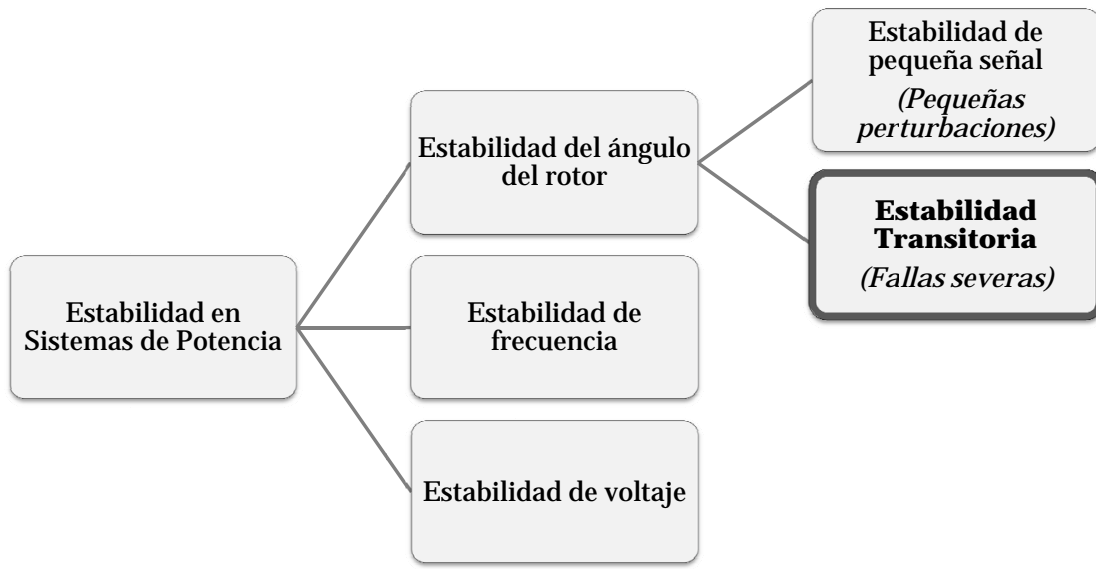 Estabilidad de
pequeña señal
(Pequeñas
perturbaciones)
Estabilidad del ángulo
del rotor
Estabilidad
Transitoria
(Fallas severas)
Estabilidad en
Sistemas de Potencia
Estabilidad de
frecuencia
Estabilidad de voltaje